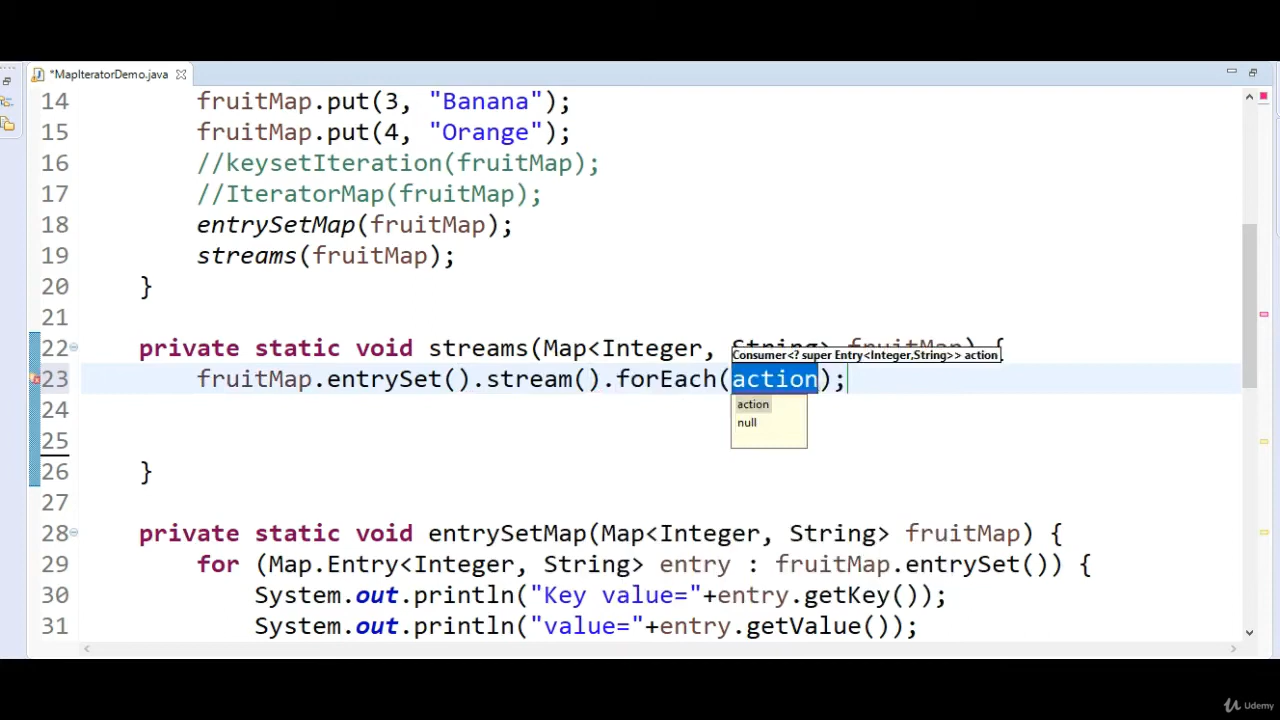 *MapIteratorDemo.java
14 fruitMap.put(3, "Banana");
15 fruitMap.put(4, "Orange");
16 //keysetIteration(fruitMap);
17 //IteratorMap(fruitMap);
18 entrySetMap(fruitMap);
19 streams(fruitMap);
20 }
21
22 private static void streams(Map<Integer, String> fruitMap) {
Consumer<? super Entry<Integer,String>> action
23 fruitMap.entrySet().stream().forEach(action);
action
24
null
25
26 }
27
28 private static void entrySetMap(Map<Integer, String> fruitMap) {
29 for (Map.Entry<Integer, String> entry : fruitMap.entrySet()) {
30 System.out.println("Key value="+entry.getKey());
31 System.out.println("value="+entry.getValue());
Udemy